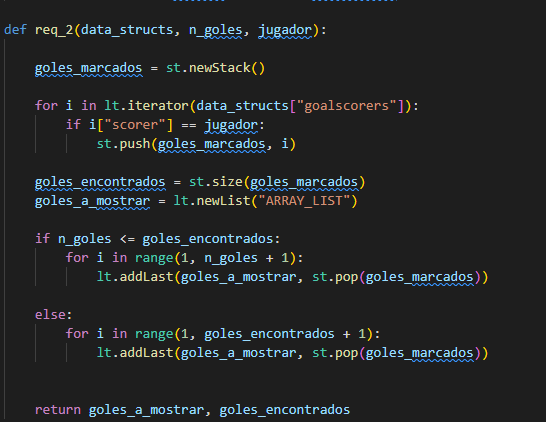 def req_2(data_structs, n_goles, jugador):
goles_marcados = st.newStack()
for i in lt.iterator(data_structs["goalscorers"]):
if i["scorer"] == jugador:
st.push(goles_marcados, i)
goles_encontrados = st.size(goles_marcados)
goles_a_mostrar = lt.newList("ARRAY_LIST")
if n_goles <= goles_encontrados:
for i in range(1, n_goles + 1):
lt.addLast(goles_a_mostrar, st.pop(goles_marcados))
else:
for i in range(1, goles_encontrados + 1):
lt.addLast(goles_a_mostrar, st.pop(goles_marcados))
return goles_a_mostrar, goles_encontrados